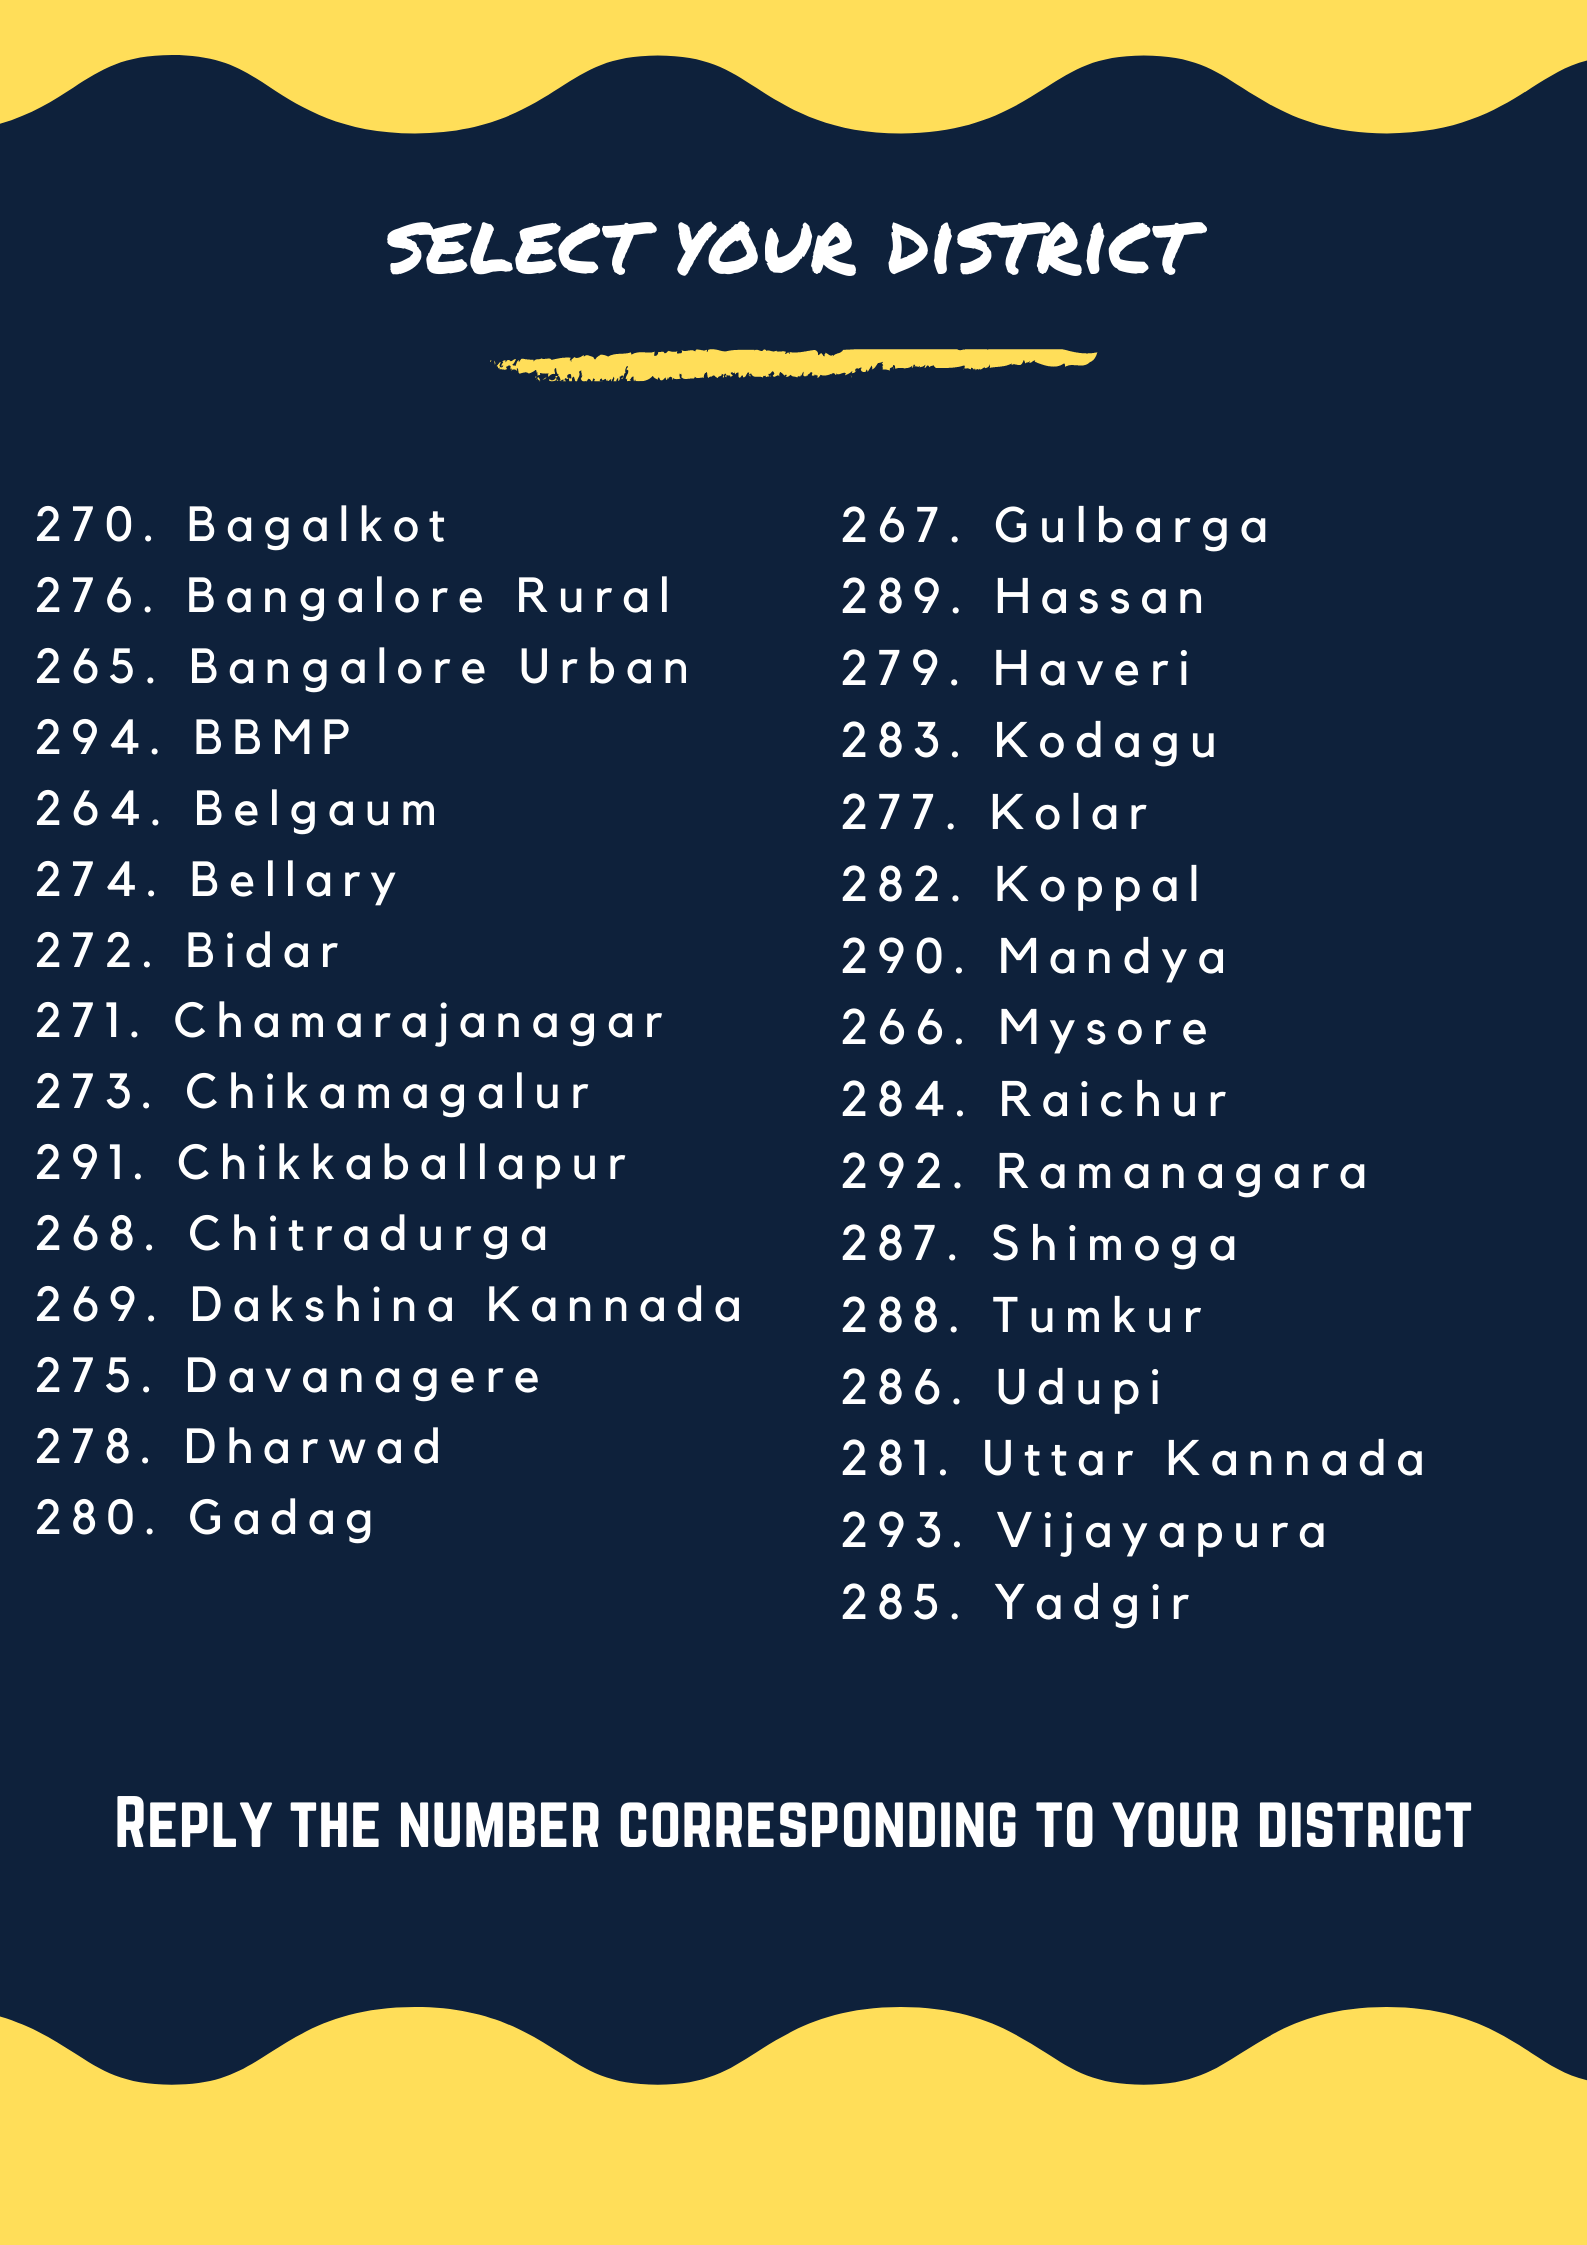 SELECT YOUR DISTRICT
270. Bagalkot
276. Bangalore Rural
265. Bangalore Urban
294. BBMP
264. Belgaum
274. Bellary
272. Bidar
271. Chamarajanagar
273. Chikamagalur
291. Chikkaballapur
268. Chitradurga
269. Dakshina Kannada
275. Davanagere
278. Dharwad
280. Gadag
267. Gulbarga
289. Hassan
279. Haveri
283. Kodagu
277. Kolar
282. Koppal
290. Mandya
266. Mysore
284. Raichur
292. Ramanagara
287. Shimoga
288. Tumkur
286. Udupi
281. Uttar Kannada
293. Vijayapura
285. Yadgir
REPLY THE NUMBER CORRESPONDING TO YOUR DISTRICT